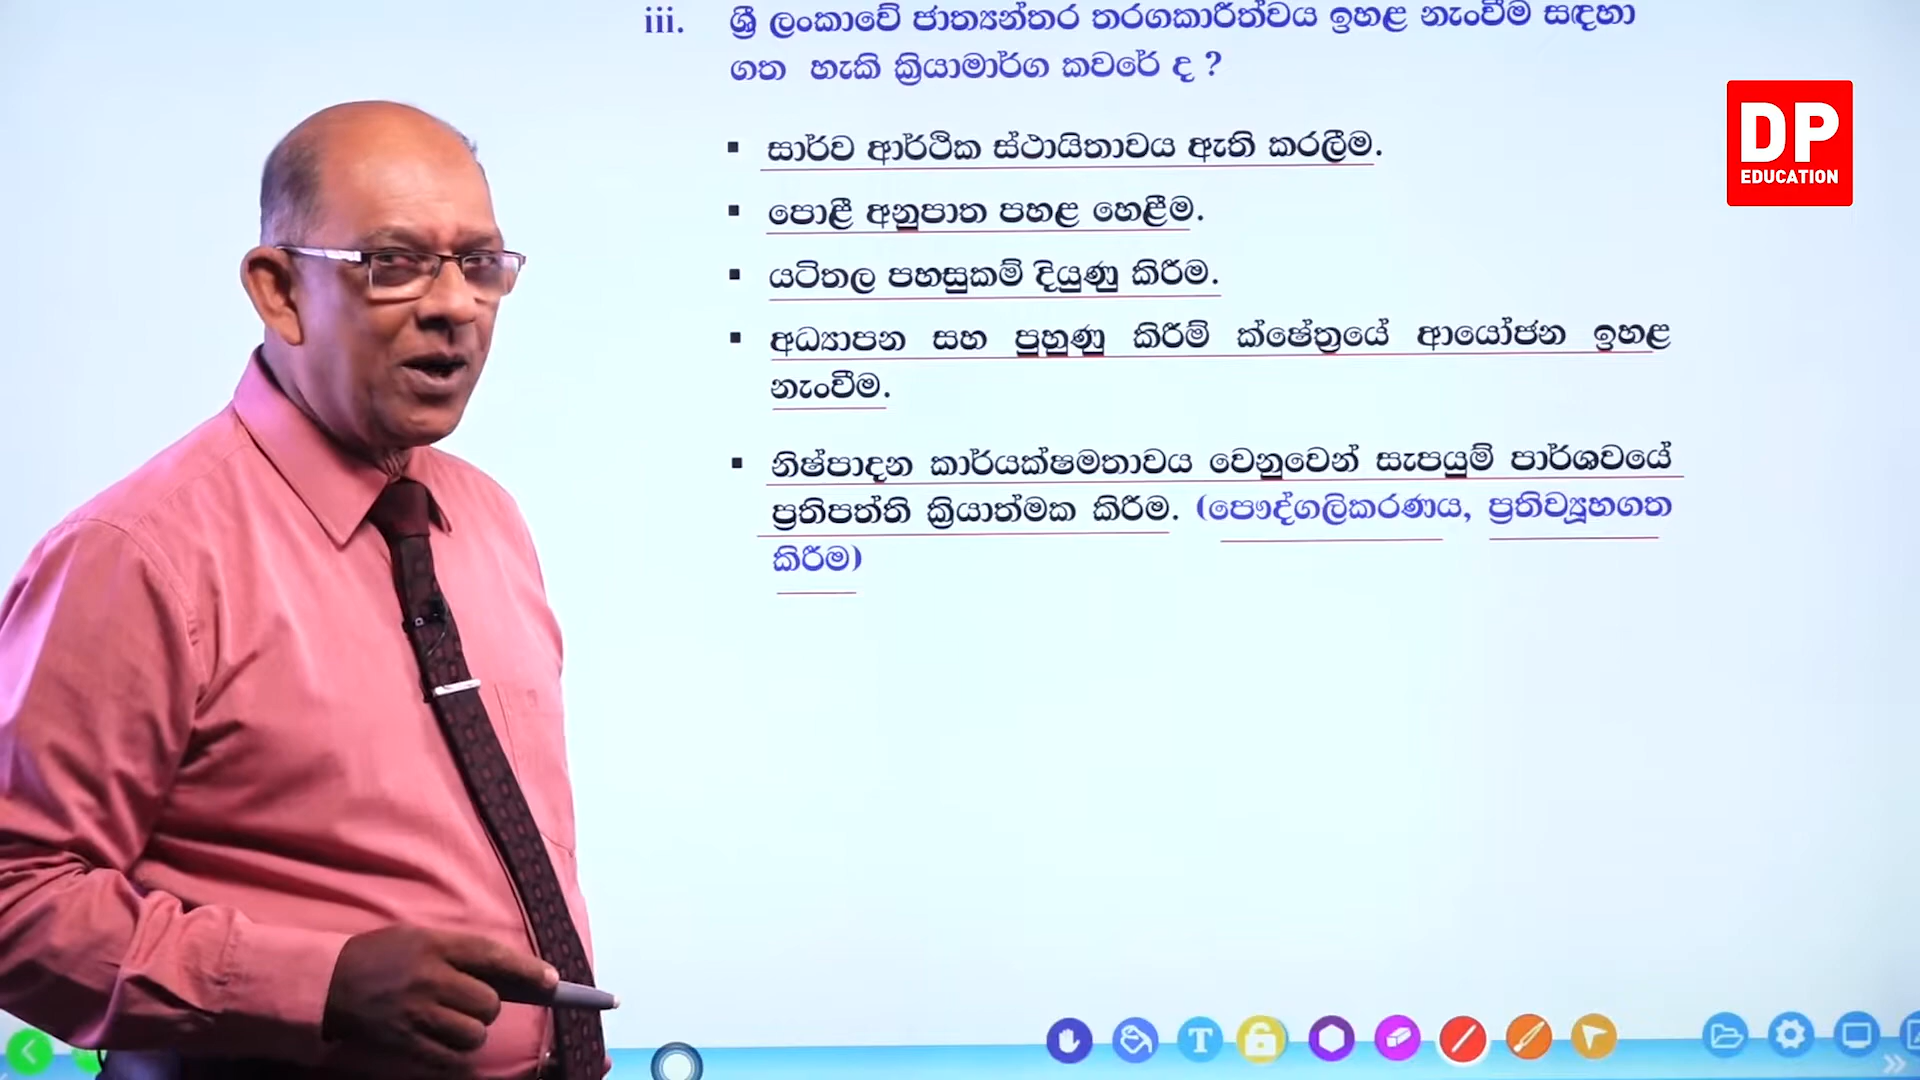 iii. ශ්‍රී ලංකාවේ ජාත්‍යන්තර තරගකාරීත්වය ඉහළ නැංවීම සඳහා
ගත හැකි ක්‍රියාමාර්ග කවරේ ද ?
▪ සාර්ව ආර්ථික ස්ථායිතාවය ඇති කරලීම.
▪ පොළී අනුපාත පහළ හෙළීම.
▪ යටිතල පහසුකම් දියුණු කිරීම.
▪ අධ්‍යාපන සහ පුහුණු කිරීම් ක්ෂේත්‍රයේ ආයෝජන ඉහළ
නැංවීම.
▪ නිෂ්පාදන කාර්යක්ෂමතාවය වෙනුවෙන් සැපයුම් පාර්ශවයේ
ප්‍රතිපත්ති ක්‍රියාත්මක කිරීම. (පෞද්ගලිකරණය, ප්‍රතිව්‍යූහගත
කිරීම)
DP
EDUCATION